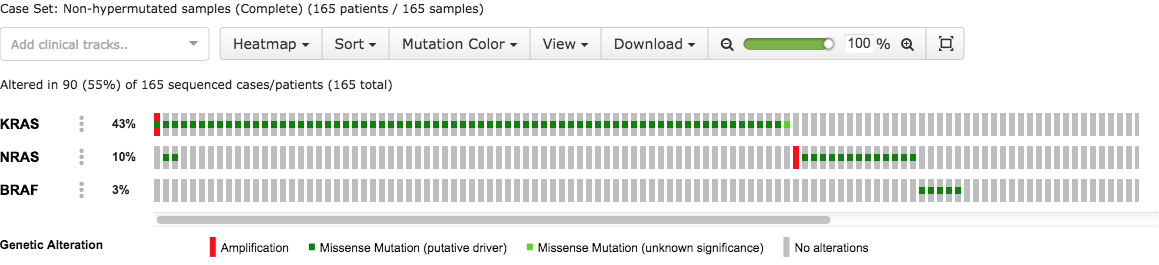 Case Set: Non-hypermutated samples (Complete) (165 patients / 165 samples)
Add clinical tracks.. Heatmap Sort Mutation Color View Download 100 %
Altered in 90 (55%) of 165 sequenced cases/patients (165 total)
KRAS 43%
NRAS 10%
BRAF 3%
Genetic Alteration Amplification Missense Mutation (putative driver) Missense Mutation (unknown significance) No alterations